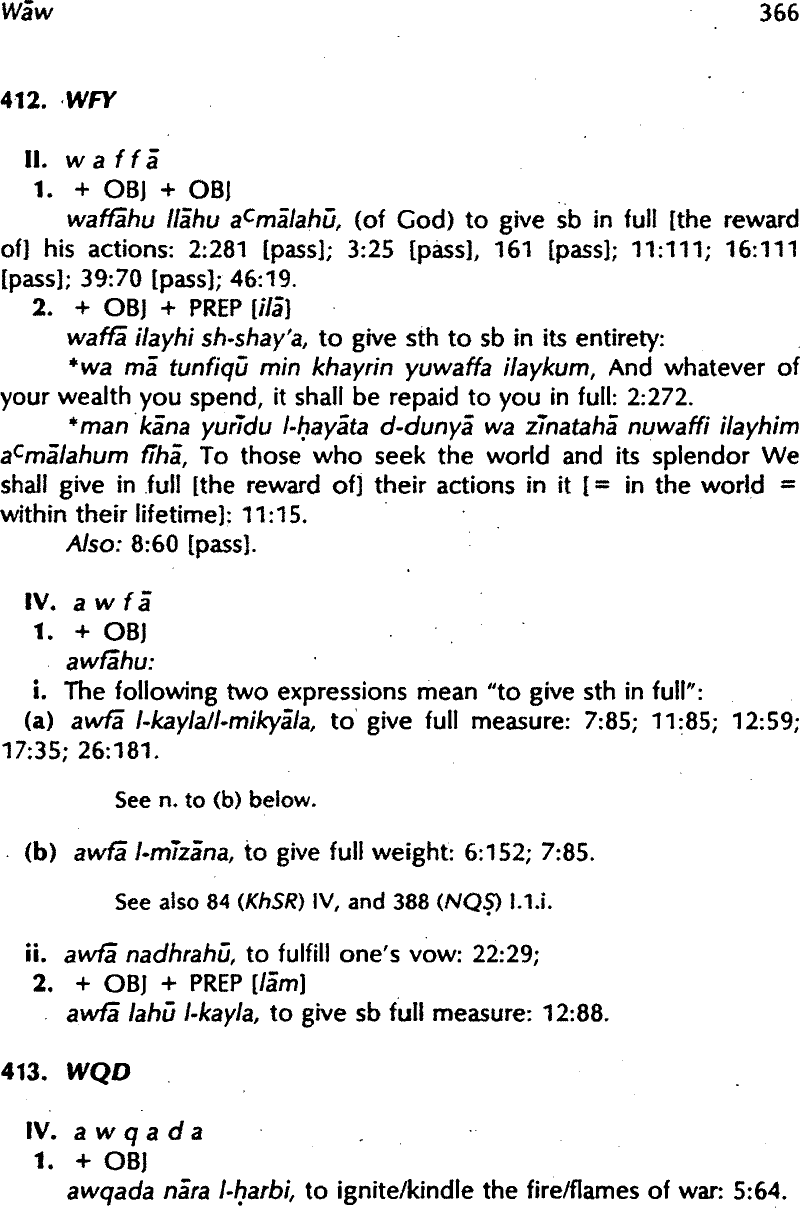 Wāw 366
412. WFY
II. w a f f ā
1. + OBJ + OBJ
waffāhu llāhu aᶜmālahū, (of God) to give sb in full [the reward
of] his actions: 2:281 [pass]; 3:25 [pass], 161 [pass]; 11:111; 16:111
[pass]; 39:70 [pass]; 46:19.
2. + OBJ + PREP [ilā]
waffā ilayhi sh-shay'a, to give sth to sb in its entirety:
*wa mā tunfiqū min khayrin yuwaffa ilaykum, And whatever of
your wealth you spend, it shall be repaid to you in full: 2:272.
*man kāna yurīdu l-ḥayāta d-dunyā wa zīnatahā nuwaffi ilayhim
aᶜmālahum fīhā, To those who seek the world and its splendor We
shall give in full [the reward of] their actions in it [= in the world =
within their lifetime]: 11:15.
Also: 8:60 [pass].
IV. a w f ā
1. + OBJ
awfāhu:
i. The following two expressions mean "to give sth in full":
(a) awfā l-kayla/l-mikyāla, to give full measure: 7:85; 11:85; 12:59;
17:35; 26:181.
See n. to (b) below.
(b) awfā l-mīzāna, to give full weight: 6:152; 7:85.
See also 84 (KhSR) IV, and 388 (NQṢ) I.1.i.
ii. awfā nadhrahū, to fulfill one's vow: 22:29;
2. + OBJ + PREP [lām]
awfā lahū l-kayla, to give sb full measure: 12:88.
413. WQD
IV. a w q a d a
1. + OBJ
awqada nāra l-ḥarbi, to ignite/kindle the fire/flames of war: 5:64.